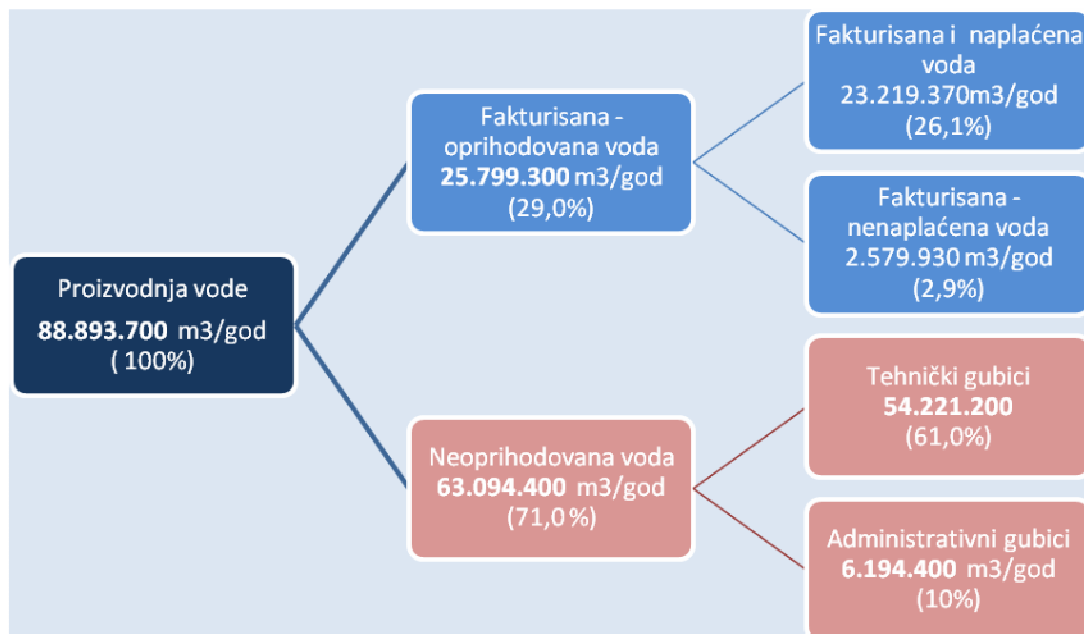 Proizvodnja vode
88.893.700 m3/god
( 100%)
Fakturisana -
oprihodovana voda
25.799.300 m3/god
(29,0%)
Fakturisana i naplaćena
voda
23.219.370m3/god
(26,1%)
Fakturisana -
nenaplaćena voda
2.579.930 m3/god
(2,9%)
Neoprihodovana voda
63.094.400 m3/god
(71,0%)
Tehnički gubici
54.221.200
(61,0%)
Administrativni gubici
6.194.400 m3/god
(10%)